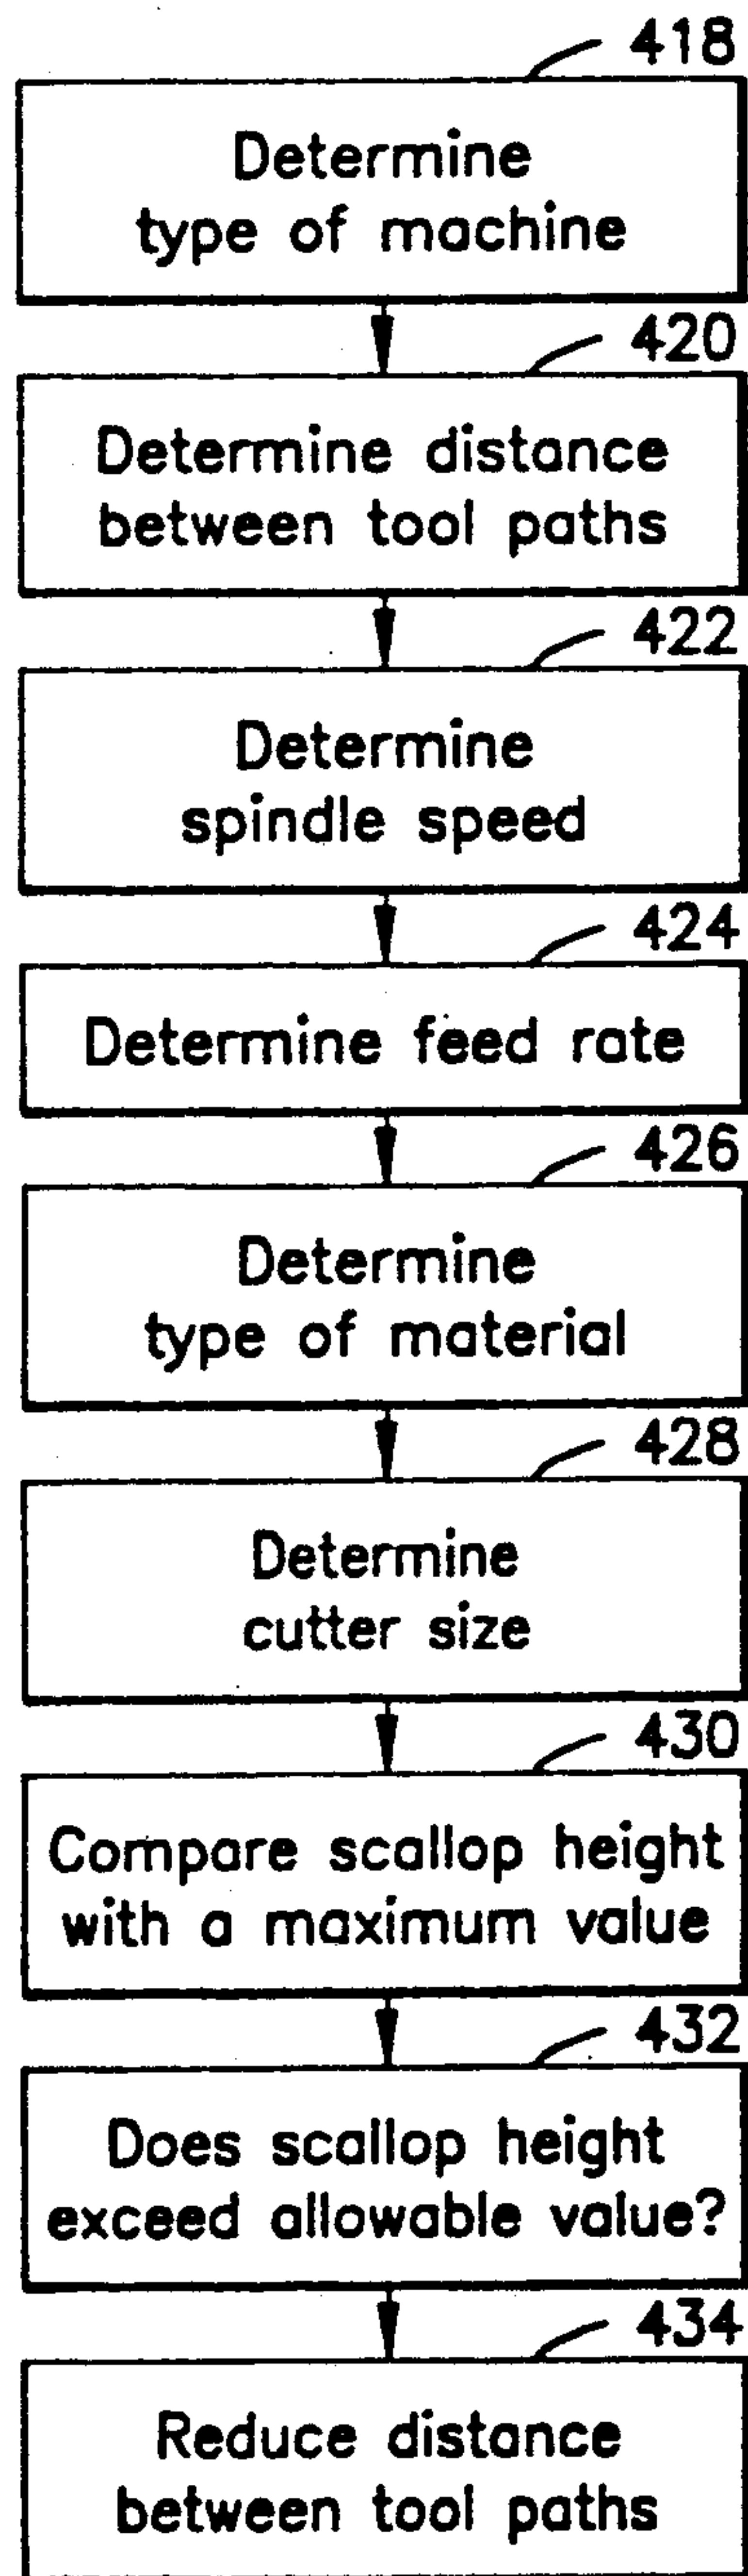 418
Determine
type of machine
420
Determine distance
between tool paths
422
Determine
spindle speed
424
Determine feed rate
426
Determine
type of material
428
Determine
cutter size
430
Compare scallop height
with a maximum value
432
Does scallop height
exceed allowable value?
434
Reduce distance
between tool paths